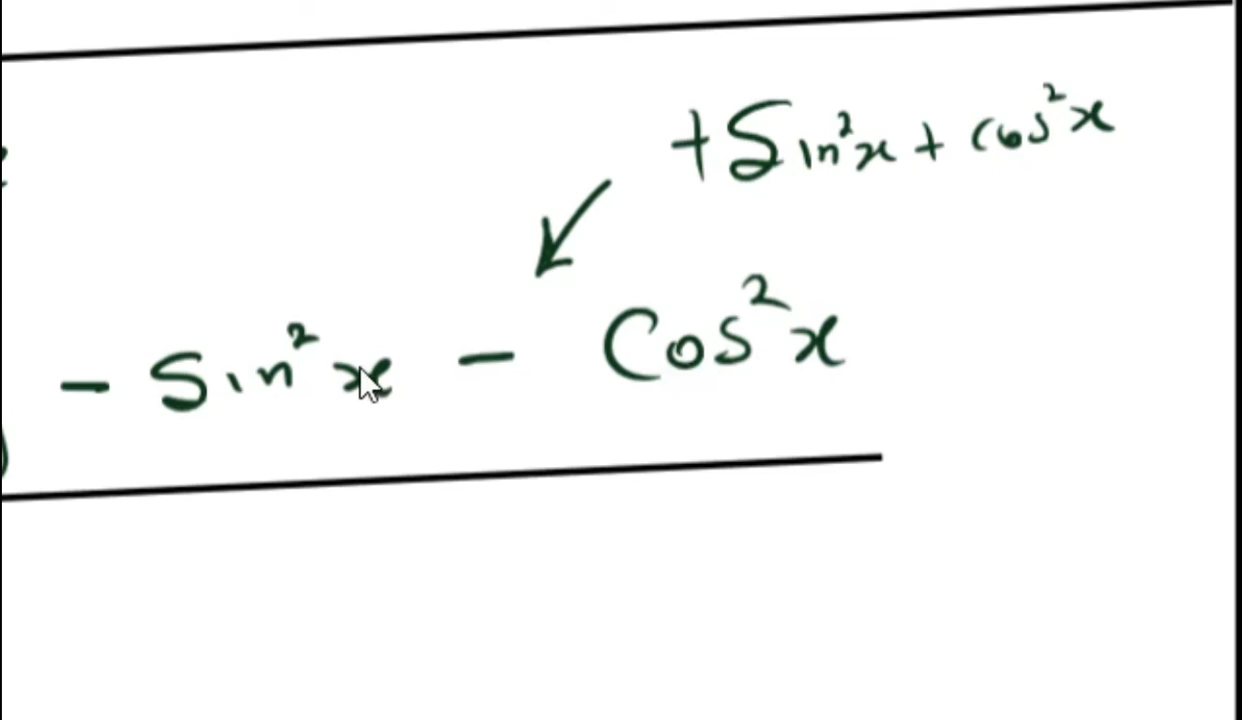 +Sin²x + cos²x
- Sin²x - Cos²x